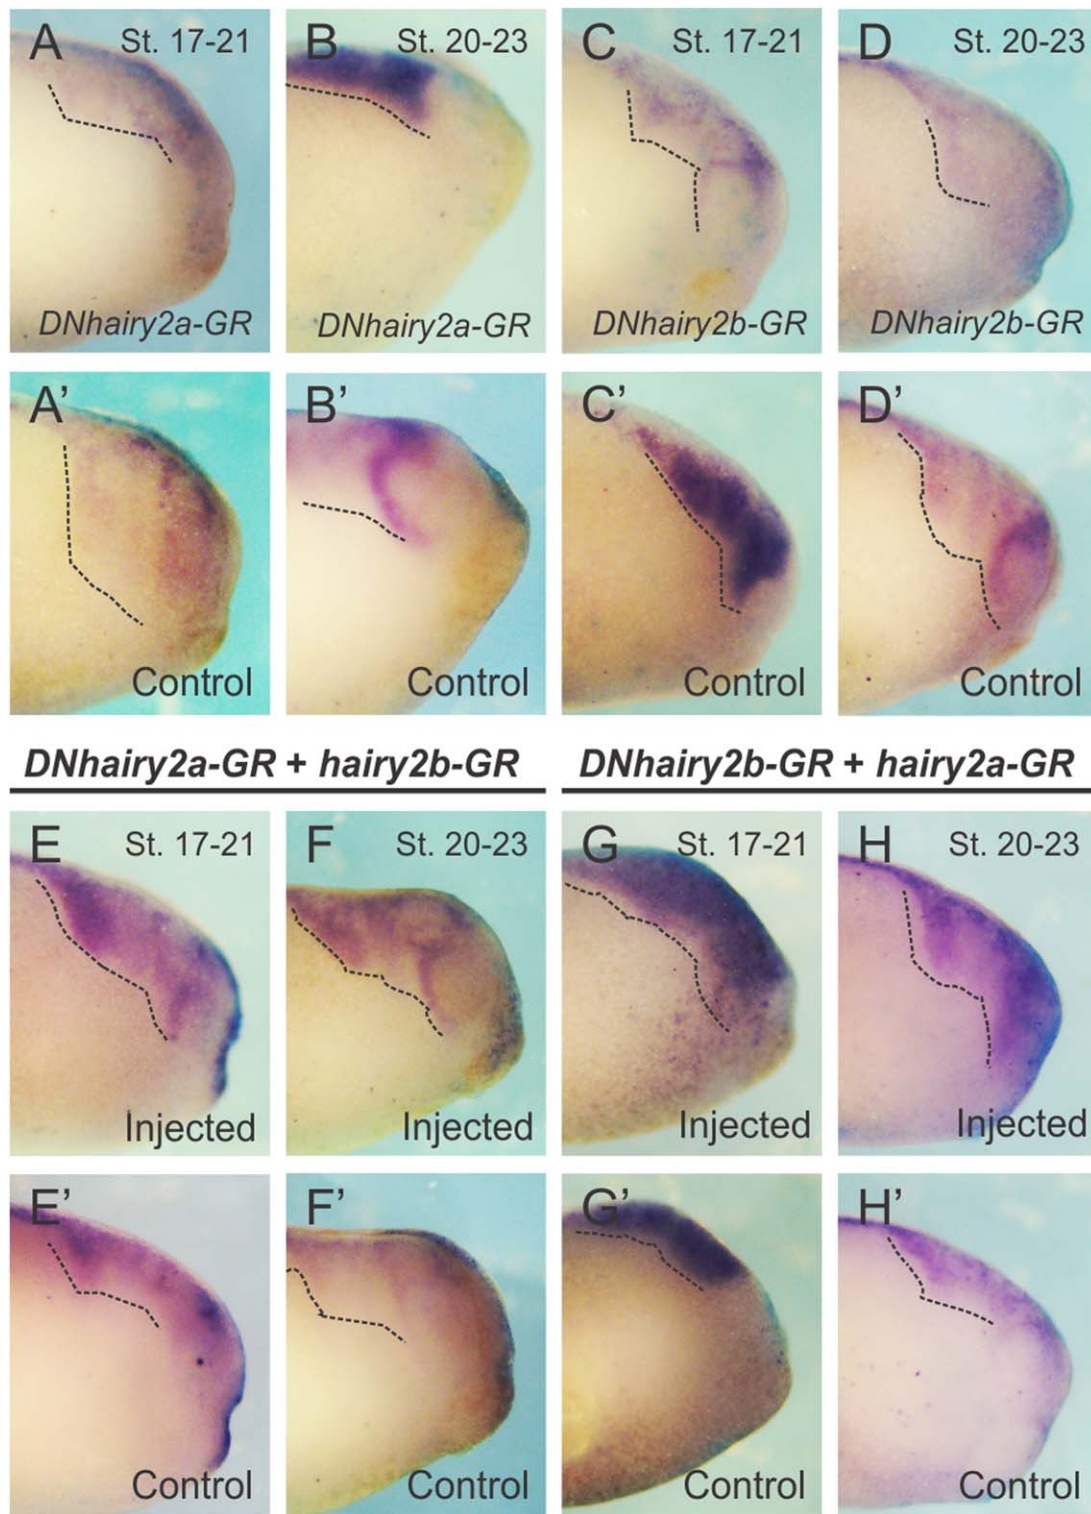 A St. 17-21
B St. 20-23
C St. 17-21
D St. 20-23
DNhairy2a-GR
DNhairy2a-GR
DNhairy2b-GR
DNhairy2b-GR
A’
B’
C’
D’
Control
Control
Control
Control
DNhairy2a-GR + hairy2b-GR
DNhairy2b-GR + hairy2a-GR
E St. 17-21
F St. 20-23
G St. 17-21
H St. 20-23
Injected
Injected
Injected
Injected
E’
F’
G’
H’
Control
Control
Control
Control